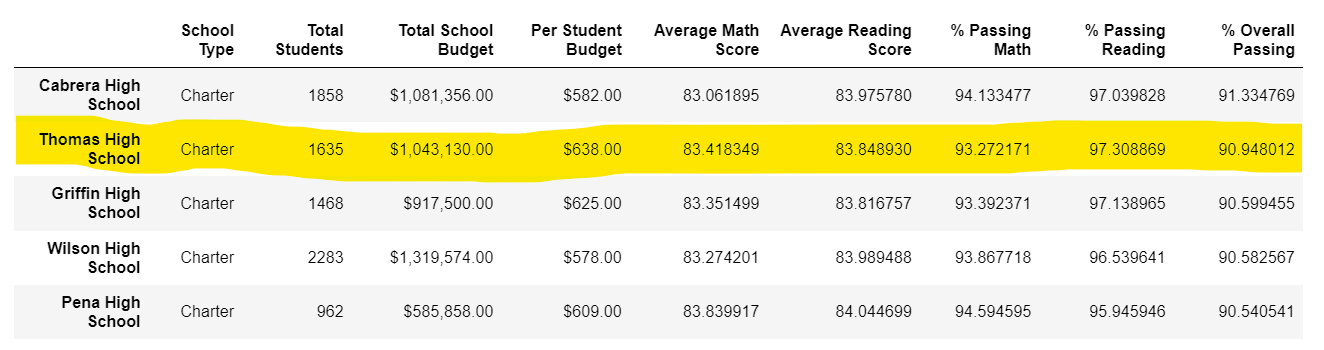 School Type Total Students Total School Budget Per Student Budget Average Math Score Average Reading Score % Passing Math % Passing Reading % Overall Passing
Cabrera High School Charter 1858 $1,081,356.00 $582.00 83.061895 83.975780 94.133477 97.039828 91.334769
Thomas High School Charter 1635 $1,043,130.00 $638.00 83.418349 83.848930 93.272171 97.308869 90.948012
Griffin High School Charter 1468 $917,500.00 $625.00 83.351499 83.816757 93.392371 97.138965 90.599455
Wilson High School Charter 2283 $1,319,574.00 $578.00 83.274201 83.989488 93.867718 96.539641 90.582567
Pena High School Charter 962 $585,858.00 $609.00 83.839917 84.044699 94.594595 95.945946 90.540541